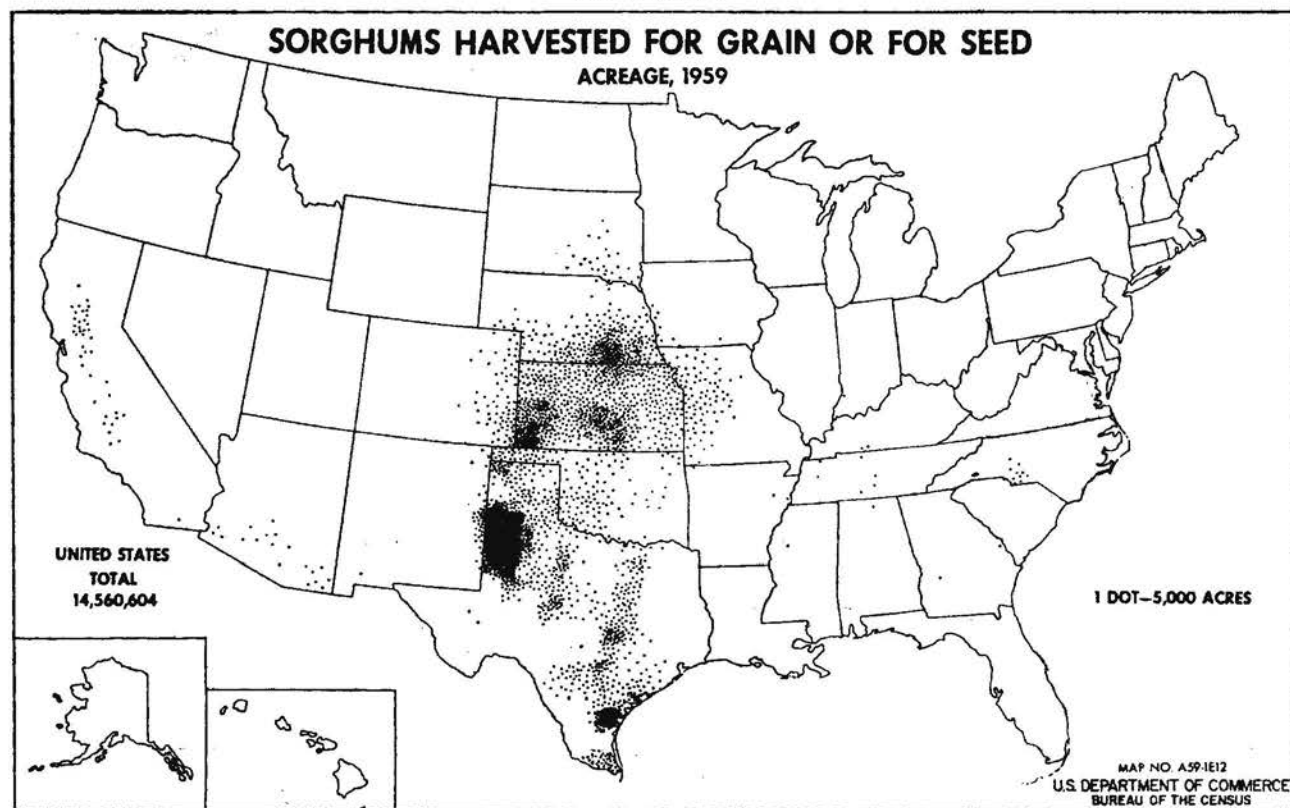 SORGHUMS HARVESTED FOR GRAIN OR FOR SEED
ACREAGE, 1959
UNITED STATES
TOTAL
14,560,604
1 DOT—5,000 ACRES
MAP NO. A59-IE12
U.S. DEPARTMENT OF COMMERCE
BUREAU OF THE CENSUS